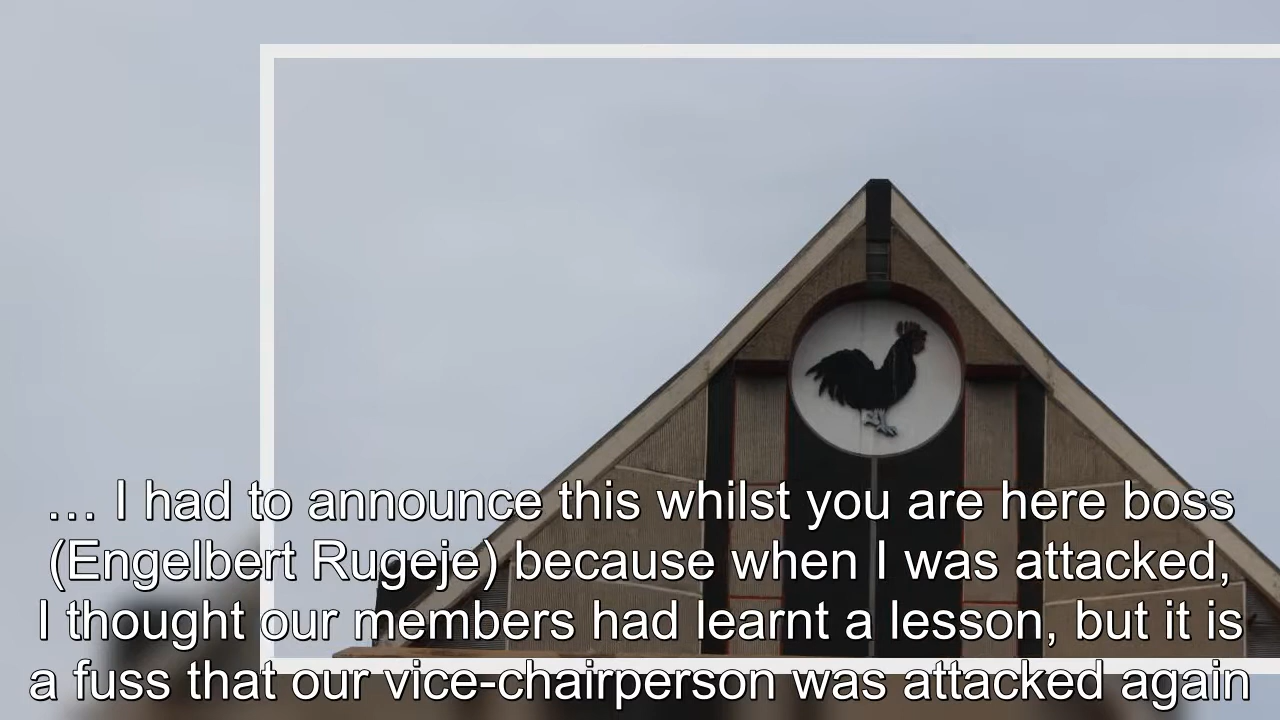 … I had to announce this whilst you are here boss
(Engelbert Rugeje) because when I was attacked,
I thought our members had learnt a lesson, but it is
a fuss that our vice-chairperson was attacked again